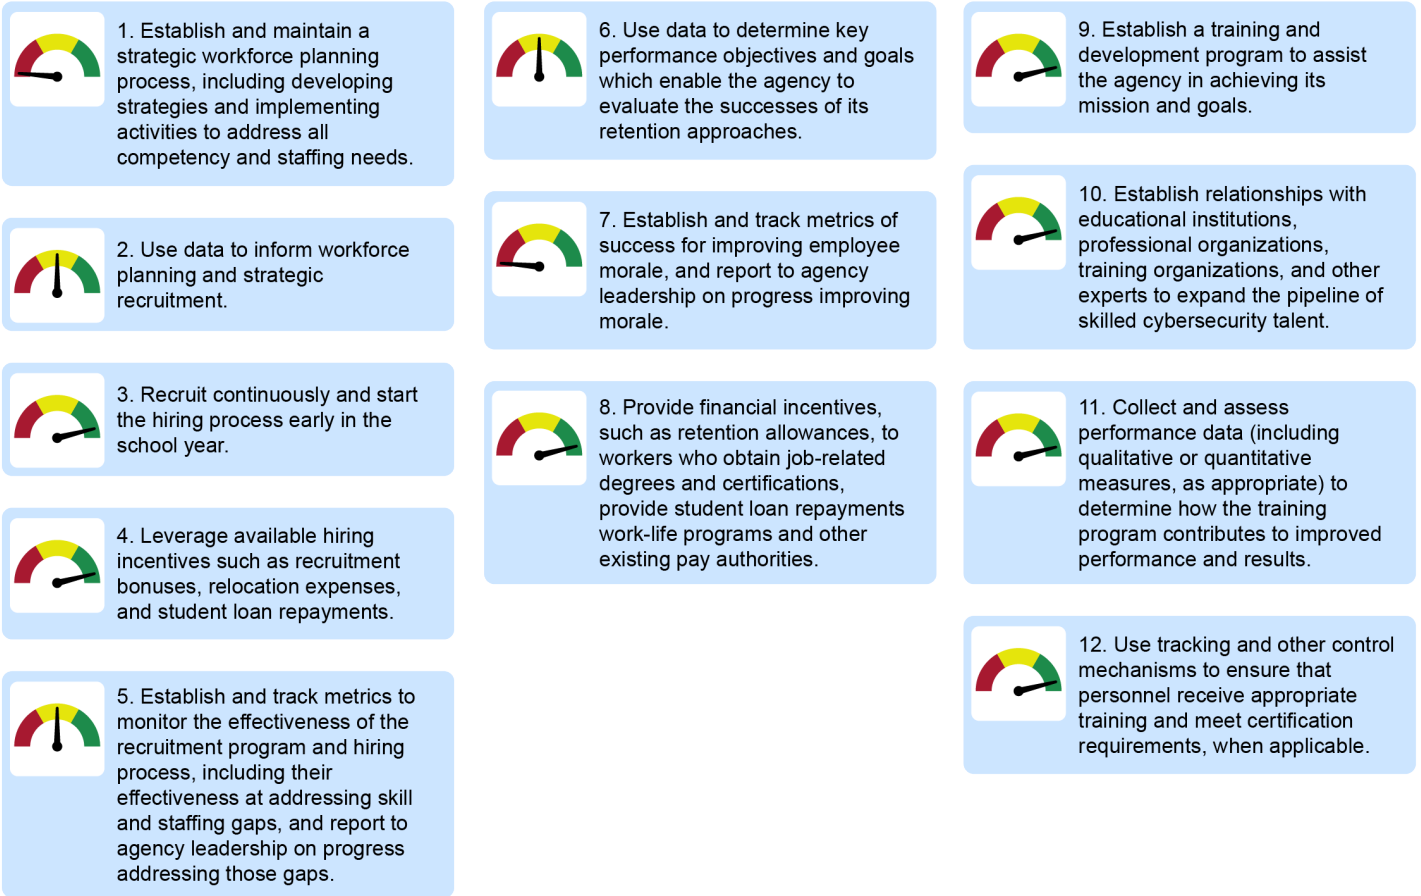 1. Establish and maintain a
strategic workforce planning
process, including developing
strategies and implementing
activities to address all
competency and staffing needs.
2. Use data to inform workforce
planning and strategic
recruitment.
3. Recruit continuously and start
the hiring process early in the
school year.
4. Leverage available hiring
incentives such as recruitment
bonuses, relocation expenses,
and student loan repayments.
5. Establish and track metrics to
monitor the effectiveness of the
recruitment program and hiring
process, including their
effectiveness at addressing skill
and staffing gaps, and report to
agency leadership on progress
addressing those gaps.
6. Use data to determine key
performance objectives and goals
which enable the agency to
evaluate the successes of its
retention approaches.
7. Establish and track metrics of
success for improving employee
morale, and report to agency
leadership on progress improving
morale.
8. Provide financial incentives,
such as retention allowances, to
workers who obtain job-related
degrees and certifications,
provide student loan repayments
work-life programs and other
existing pay authorities.
9. Establish a training and
development program to assist
the agency in achieving its
mission and goals.
10. Establish relationships with
educational institutions,
professional organizations,
training organizations, and other
experts to expand the pipeline of
skilled cybersecurity talent.
11. Collect and assess
performance data (including
qualitative or quantitative
measures, as appropriate) to
determine how the training
program contributes to improved
performance and results.
12. Use tracking and other control
mechanisms to ensure that
personnel receive appropriate
training and meet certification
requirements, when applicable.